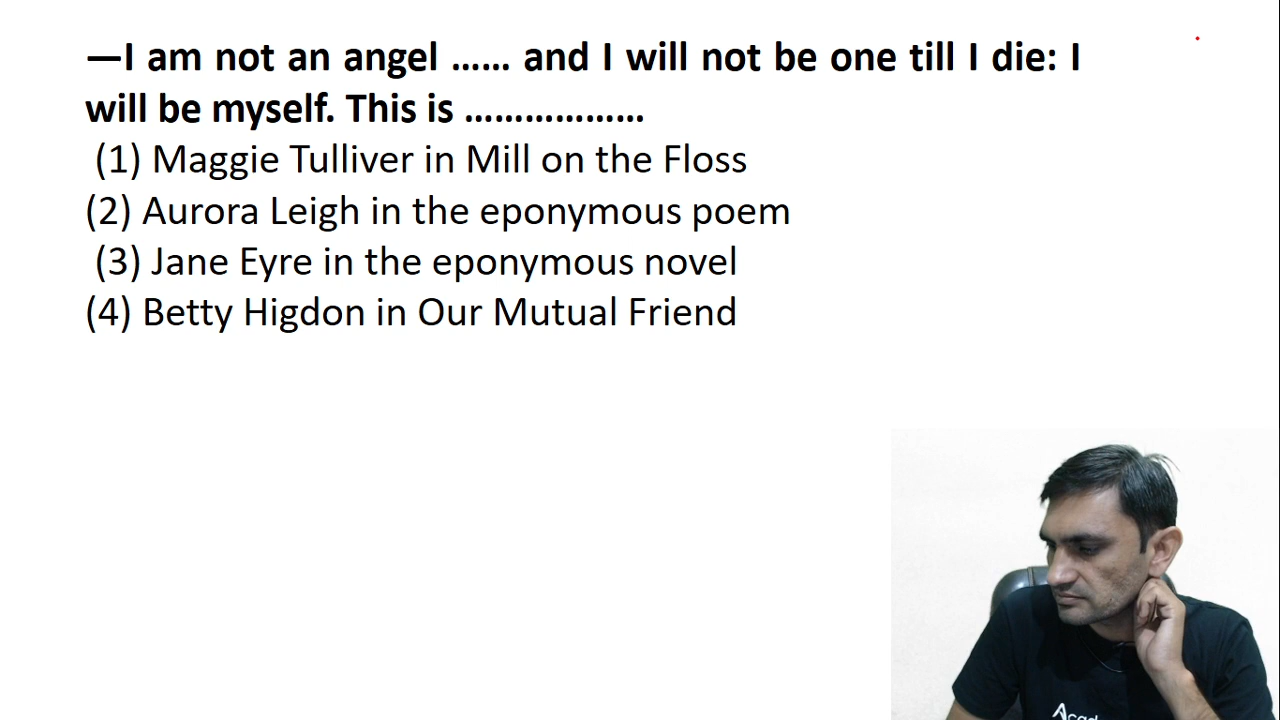 —I am not an angel ...... and I will not be one till I die: I
will be myself. This is ..................
(1) Maggie Tulliver in Mill on the Floss
(2) Aurora Leigh in the eponymous poem
(3) Jane Eyre in the eponymous novel
(4) Betty Higdon in Our Mutual Friend